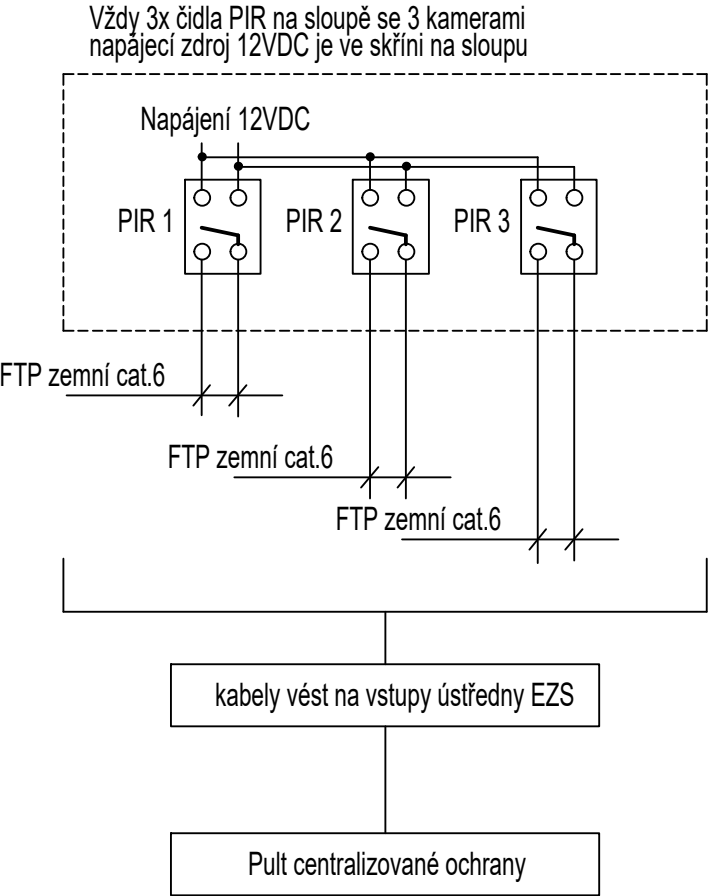 Vždy 3x čidla PIR na sloupě se 3 kamerami
napájecí zdroj 12VDC je ve skříni na sloupu
Napájení 12VDC
PIR 1
PIR 2
PIR 3
FTP zemní cat.6
FTP zemní cat.6
FTP zemní cat.6
kabely vést na vstupy ústředny EZS
Pult centralizované ochrany